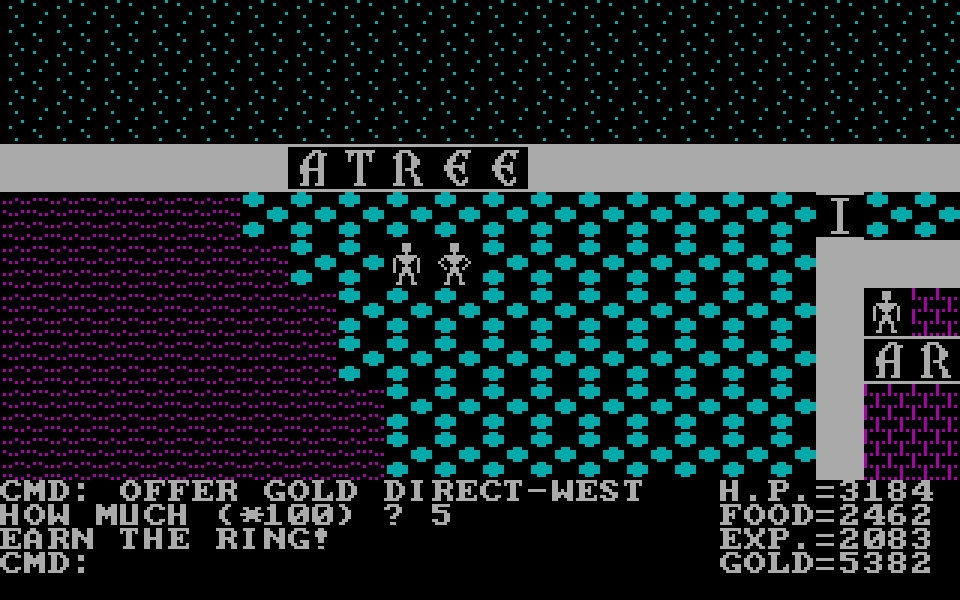 ATREE
I
AR
CMD: OFFER GOLD DIRECT-WEST
HOW MUCH (*100) ? 5
EARN THE RING!
CMD:
H.P.=3184
FOOD=2462
EXP.=2083
GOLD=5382